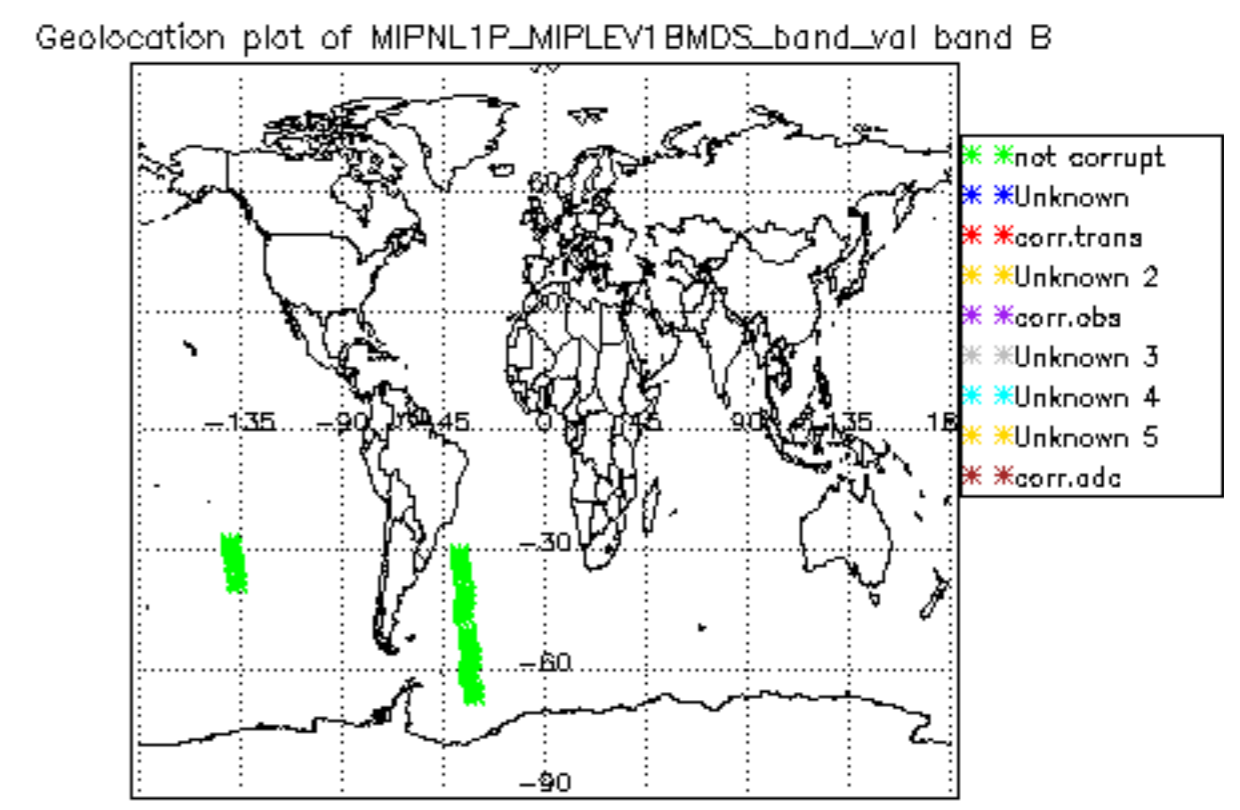 Geolocation plot of MIPNL1P_MIPLEV1BMDS_band_val band B
not corrupt
Unknown
corr.trans
Unknown 2
corr.obs
Unknown 3
Unknown 4
Unknown 5
corr.adc
60
-135 -90 -45 0 45 90 135
-30
-60
-90